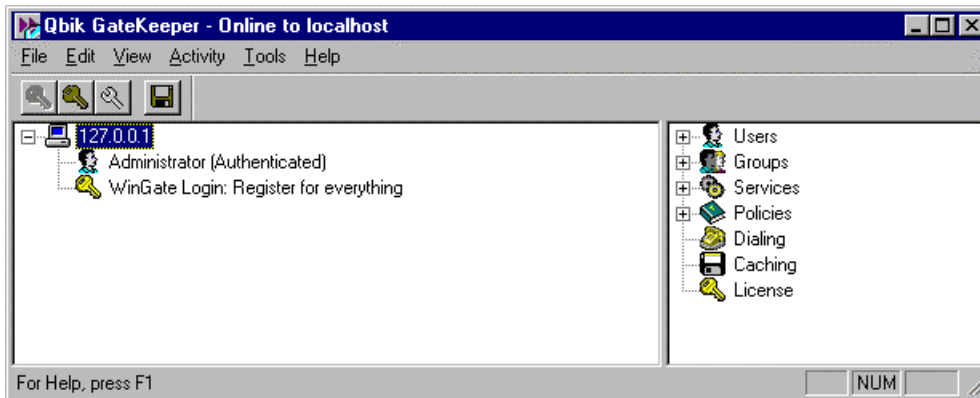 Qbik GateKeeper - Online to localhost
File Edit View Activity Tools Help
127.0.0.1
Administrator (Authenticated)
WinGate Login: Register for everything
Users
Groups
Services
Policies
Dialing
Caching
License
For Help, press F1
NUM